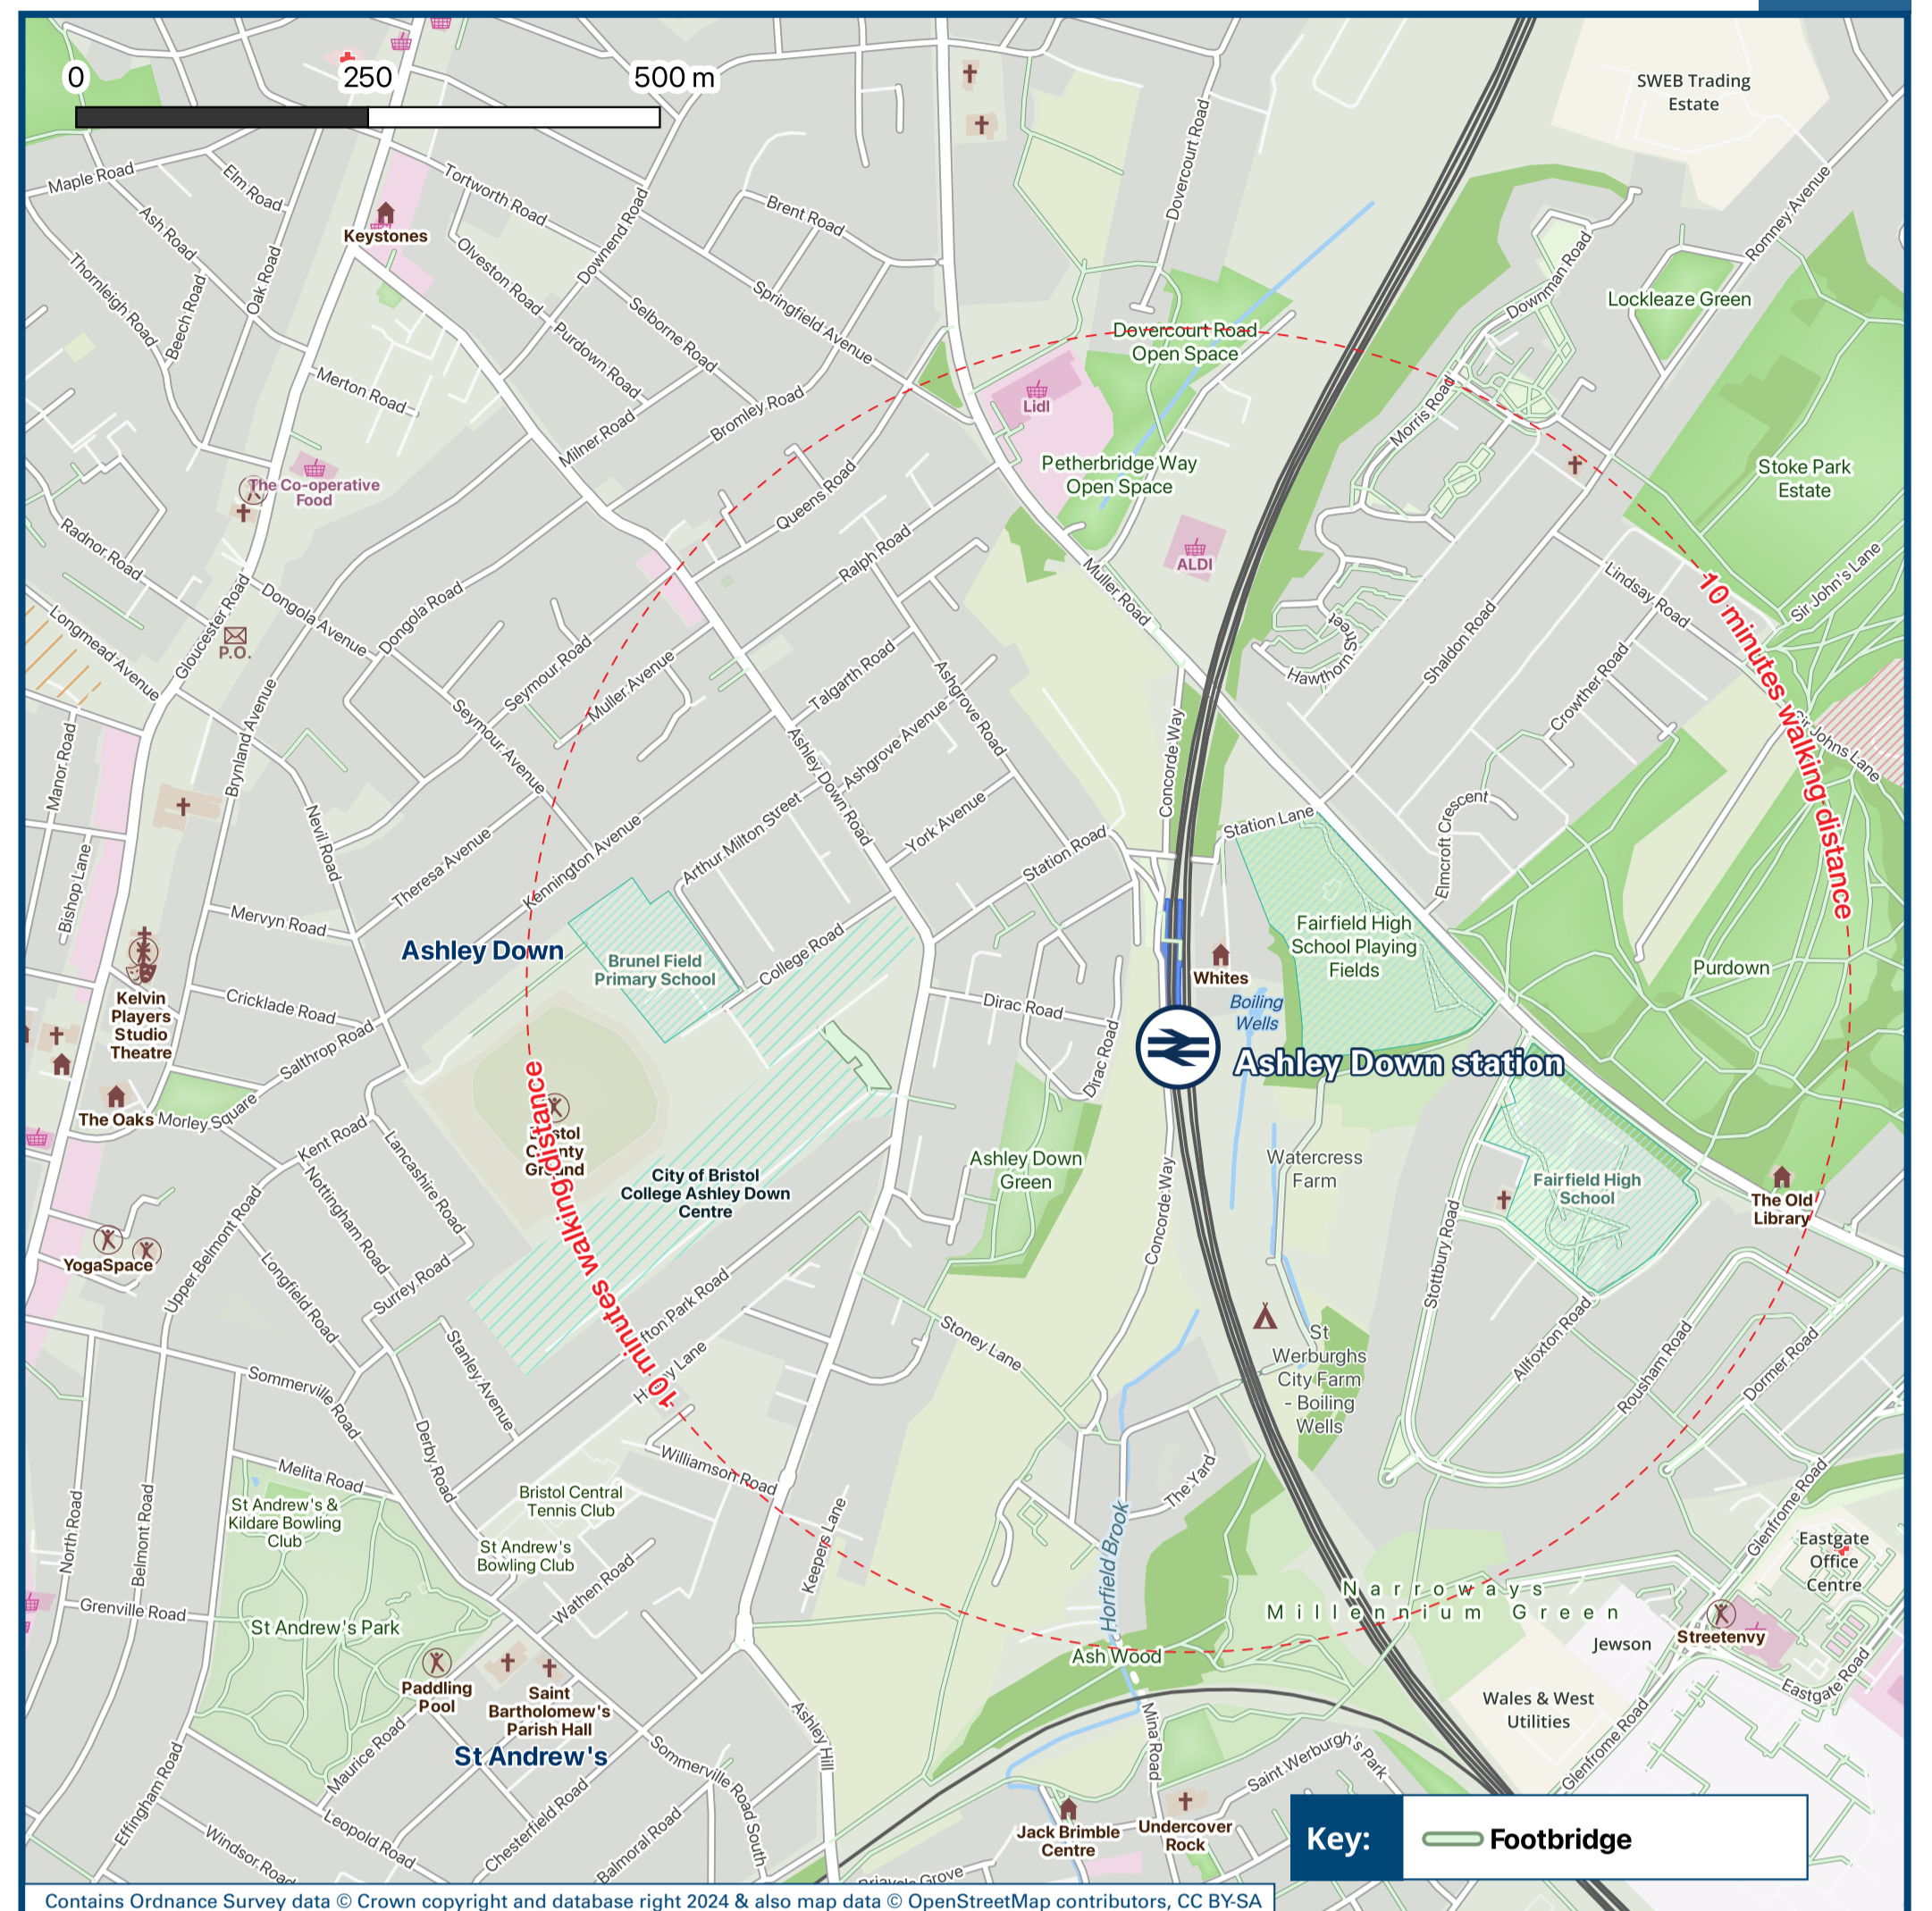 0 250 500 m
SWEB Trading
Estate
Maple Road
Elm Road
Ash Road
Thornleigh Road
Beech Road
Oak Road
Keystones
Tortworth Road
Olveston Road
Downend Road
Brent Road
Springfield Avenue
Selborne Road
Purdown Road
Dovercourt Road
Romney Avenue
Downman Road
Lockleaze Green
Dovercourt Road
Open Space
Merton Road
Milner Road
Bromley Road
Lidl
Morris Road
Petherbridge Way
Open Space
Stoke Park
Estate
The Co-operative
Food
Queens Road
Ralph Road
ALDI
Muller Road
Radnor Road
Longmead Avenue
Gloucester Road
P.O.
Dongola Avenue
Dongola Road
Seymour Road
Muller Avenue
Seymour Avenue
Talgarth Road
Ashgrove Road
Ashgrove Avenue
Hawthorn Street
Shaldon Road
Lindsay Road
Crowther Road
Sir John's Lane
Sir Johns Lane
10 minutes walking distance
Manor Road
Bishop Lane
Brynland Avenue
Nevil Road
Theresa Avenue
Kennington Avenue
Arthur Milton Street
Ashley Down Road
York Avenue
Station Road
Concorde Way
Station Lane
Elmcroft Crescent
Mervyn Road
Ashley Down
Brunel Field
Primary School
College Road
Fairfield High
School Playing
Fields
Purdown
Whites
Boiling
Wells
Kelvin
Players
Studio
Theatre
Cricklade Road
Salthrop Road
Dirac Road
Dirac Road
Ashley Down station
The Oaks
Morley Square
Kent Road
Lancashire Road
Nottingham Road
Bristol
County
Ground
City of Bristol
College Ashley Down
Centre
Ashley Down
Green
Watercress
Farm
Fairfield High
School
The Old
Library
YogaSpace
Upper Belmont Road
Longfield Road
Surrey Road
Stanley Avenue
10 minutes walking distance
Concorde Way
Stottbury Road
Stoney Lane
St
Werburghs
City Farm
- Boiling
Wells
Allfoxton Road
Rousham Road
Dormer Road
Sommerville Road
Derby Road
Williamson Road
Melita Road
St Andrew's &
Kildare Bowling
Club
Bristol Central
Tennis Club
St Andrew's
Bowling Club
Keepers Lane
The Yard
Horfield Brook
Glenfrome Road
Eastgate
Office
Centre
North Road
Belmont Road
Grenville Road
St Andrew's Park
Wathen Road
Narroways
Millennium Green
Ash Wood
Jewson
Streetenvy
Eastgate Road
Paddling
Pool
Saint
Bartholomew's
Parish Hall
St Andrew's
Maurice Road
Effingham Road
Windsor Road
Leopold Road
Chesterfield Road
Balmoral Road
Sommerville Road South
Ashley Hill
Mina Road
Saint Werburgh's Park
Wales & West
Utilities
Glenfrome Road
Jack Brimble
Centre
Undercover
Rock
Key: Footbridge
Contains Ordnance Survey data © Crown copyright and database right 2024 & also map data © OpenStreetMap contributors, CC BY-SA